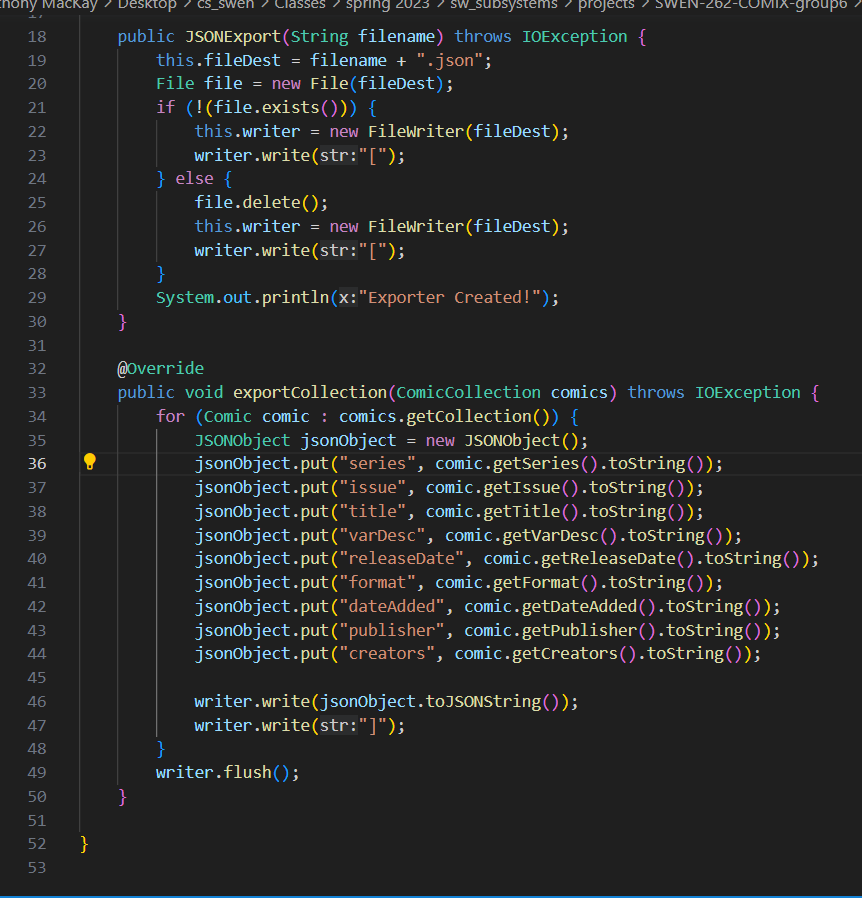 thony MacKay > Desktop > cs_swen > Classes > spring 2023 > sw_subsystems > projects > SWEN-262-COMIX-group6 >
17
18 public JSONExport(String filename) throws IOException {
19 this.fileDest = filename + ".json";
20 File file = new File(fileDest);
21 if (!(file.exists())) {
22 this.writer = new FileWriter(fileDest);
23 writer.write(str:"[");
24 } else {
25 file.delete();
26 this.writer = new FileWriter(fileDest);
27 writer.write(str:"[");
28 }
29 System.out.println(x:"Exporter Created!");
30 }
31
32 @Override
33 public void exportCollection(ComicCollection comics) throws IOException {
34 for (Comic comic : comics.getCollection()) {
35 JSONObject jsonObject = new JSONObject();
36 jsonObject.put("series", comic.getSeries().toString());
37 jsonObject.put("issue", comic.getIssue().toString());
38 jsonObject.put("title", comic.getTitle().toString());
39 jsonObject.put("varDesc", comic.getVarDesc().toString());
40 jsonObject.put("releaseDate", comic.getReleaseDate().toString());
41 jsonObject.put("format", comic.getFormat().toString());
42 jsonObject.put("dateAdded", comic.getDateAdded().toString());
43 jsonObject.put("publisher", comic.getPublisher().toString());
44 jsonObject.put("creators", comic.getCreators().toString());
45
46 writer.write(jsonObject.toJSONString());
47 writer.write(str:"]");
48 }
49 writer.flush();
50 }
51
52 }
53